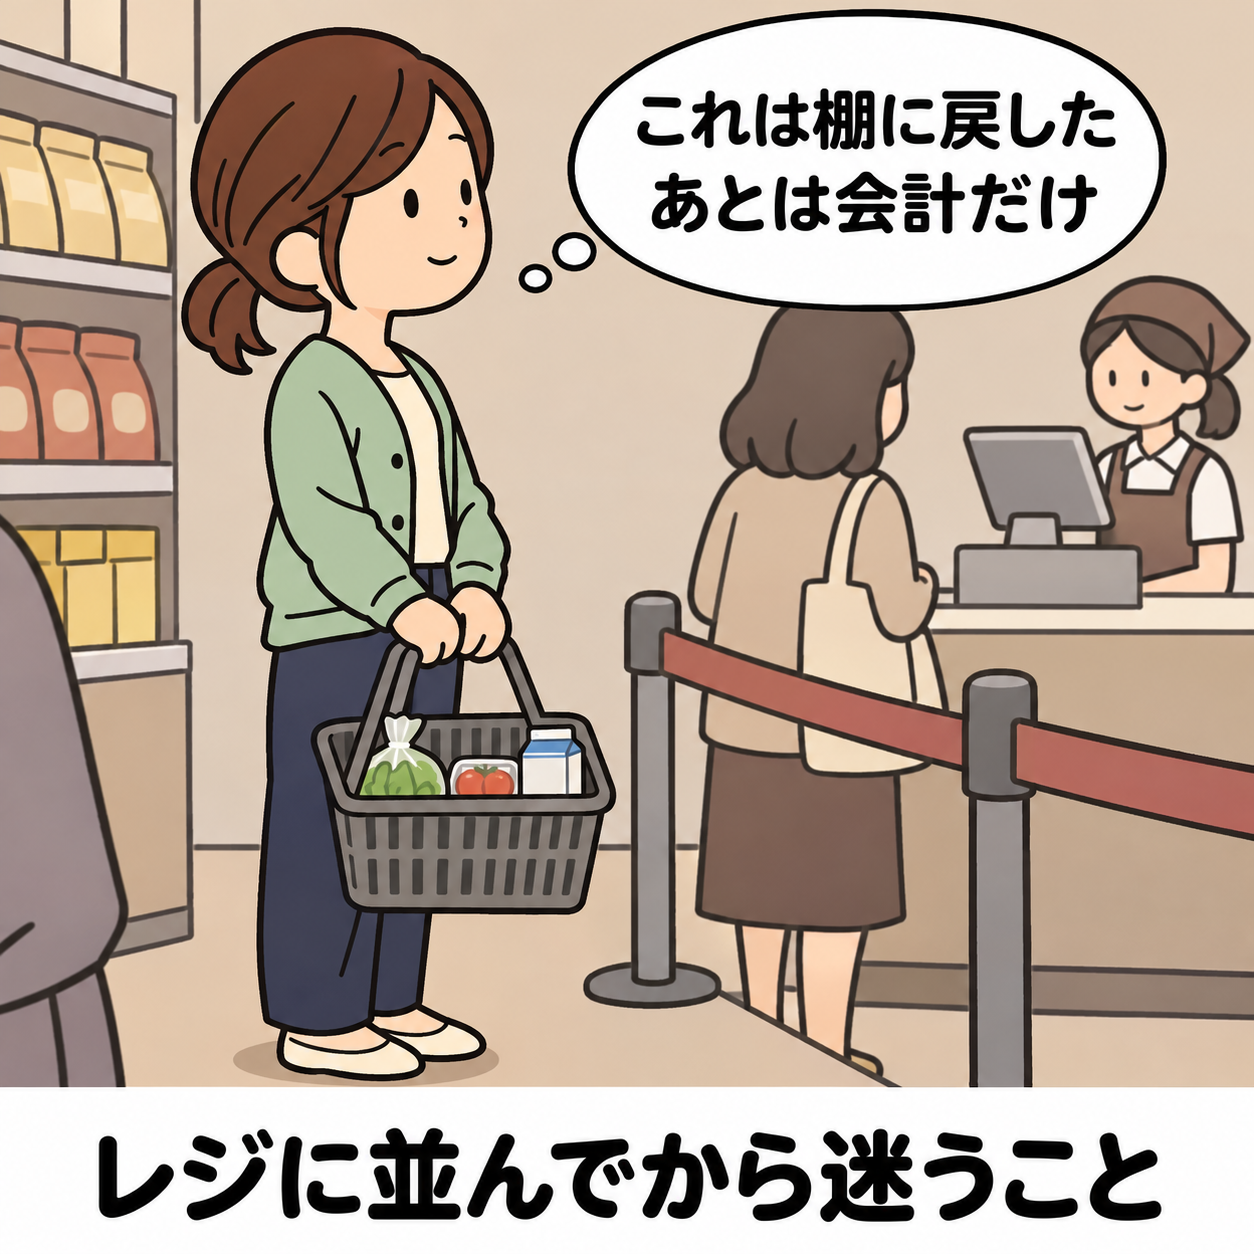 これは棚に戻した
あとは会計だけ
レジに並んでから迷うこと